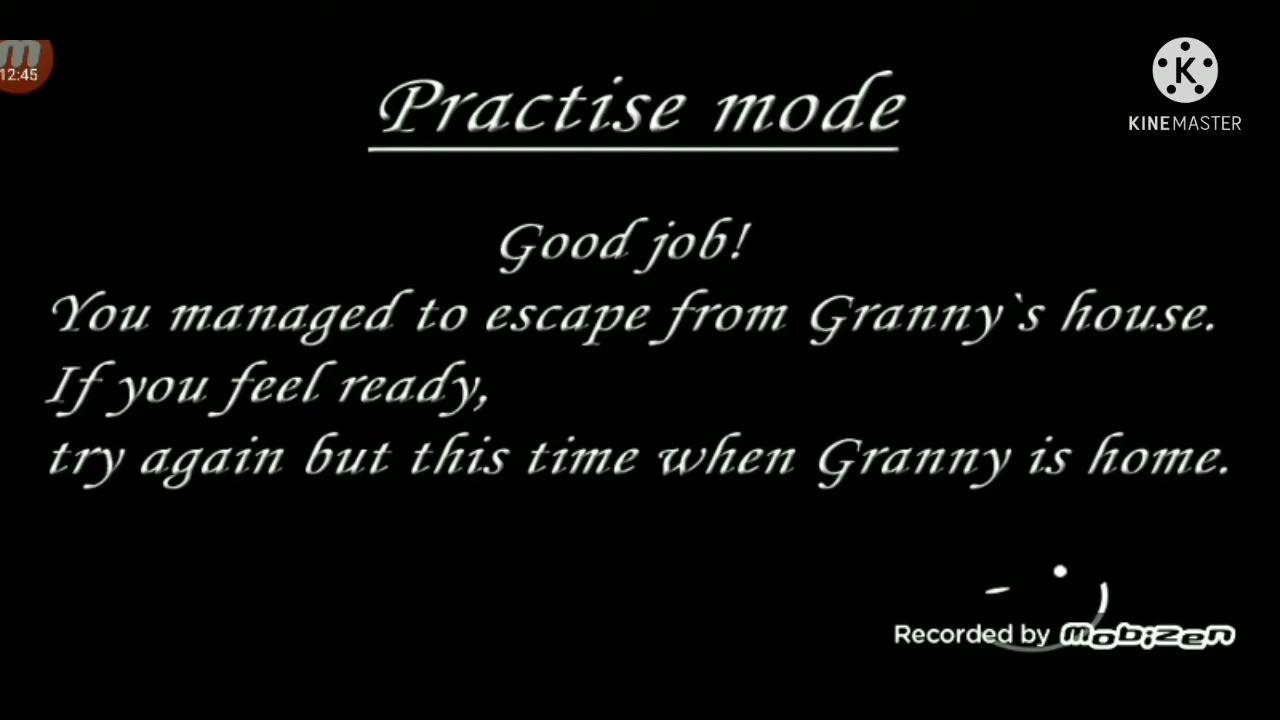 12:45
Practise mode
K
KINEMASTER
Good job!
You managed to escape from Granny`s house.
If you feel ready,
try again but this time when Granny is home.
Recorded by mobizen